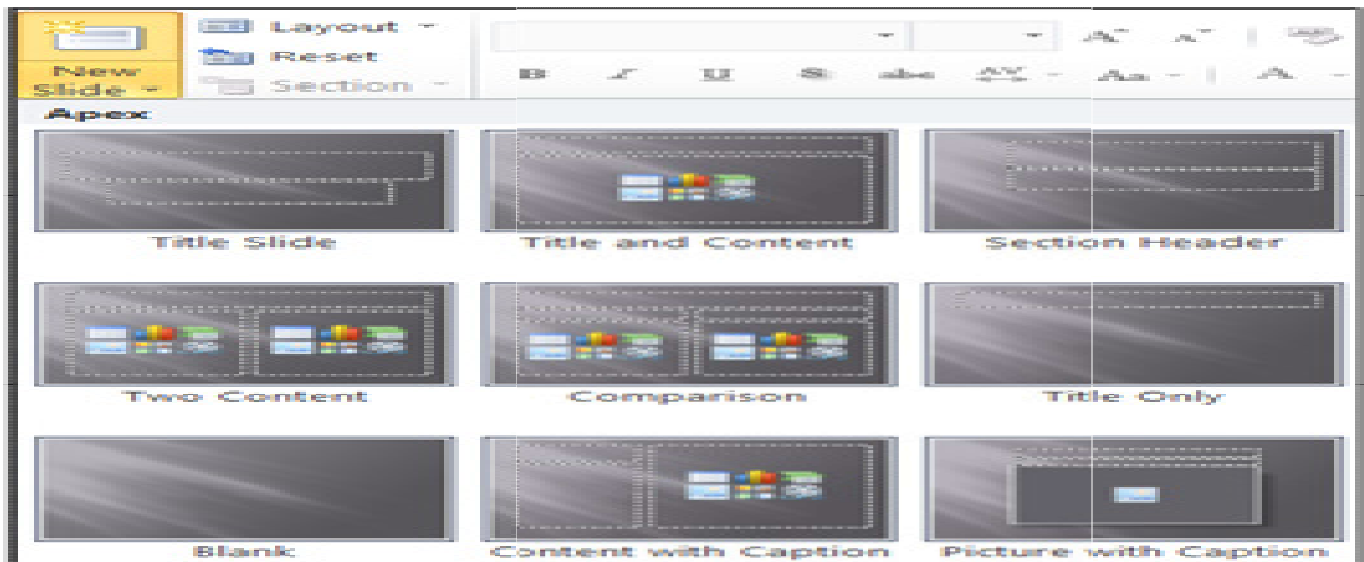 Layout
New
Slide
Reset
Section
B I U S abc AV Aa A
Apex
Title Slide
Title and Content
Section Header
Two Content
Comparison
Title Only
Blank
Content with Caption
Picture with Caption